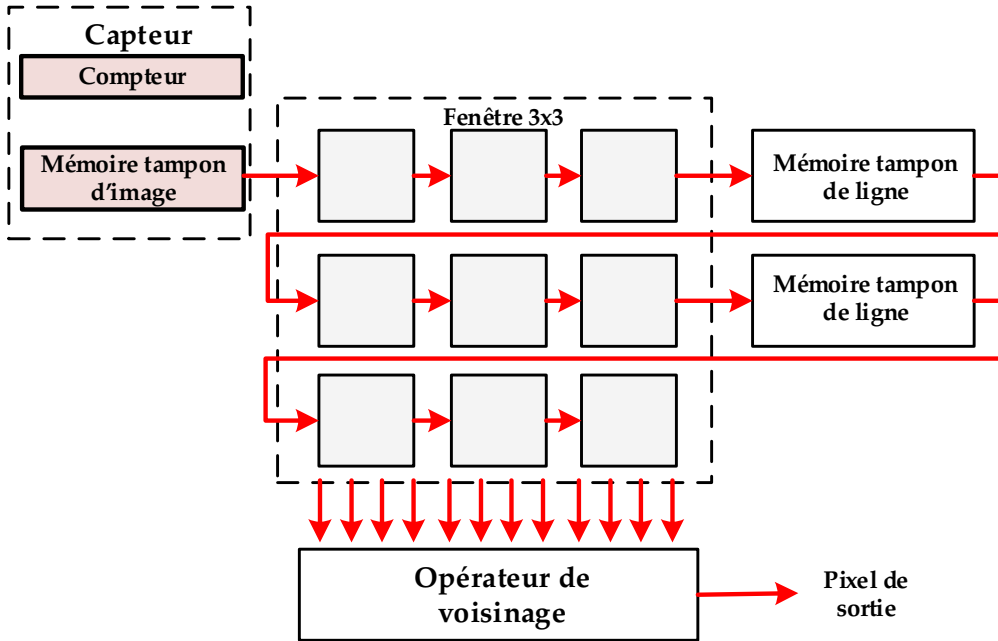 Capteur
Compteur
Mémoire tampon
d'image
Fenêtre 3x3
Mémoire tampon
de ligne
Mémoire tampon
de ligne
Opérateur de
voisinage
Pixel de
sortie